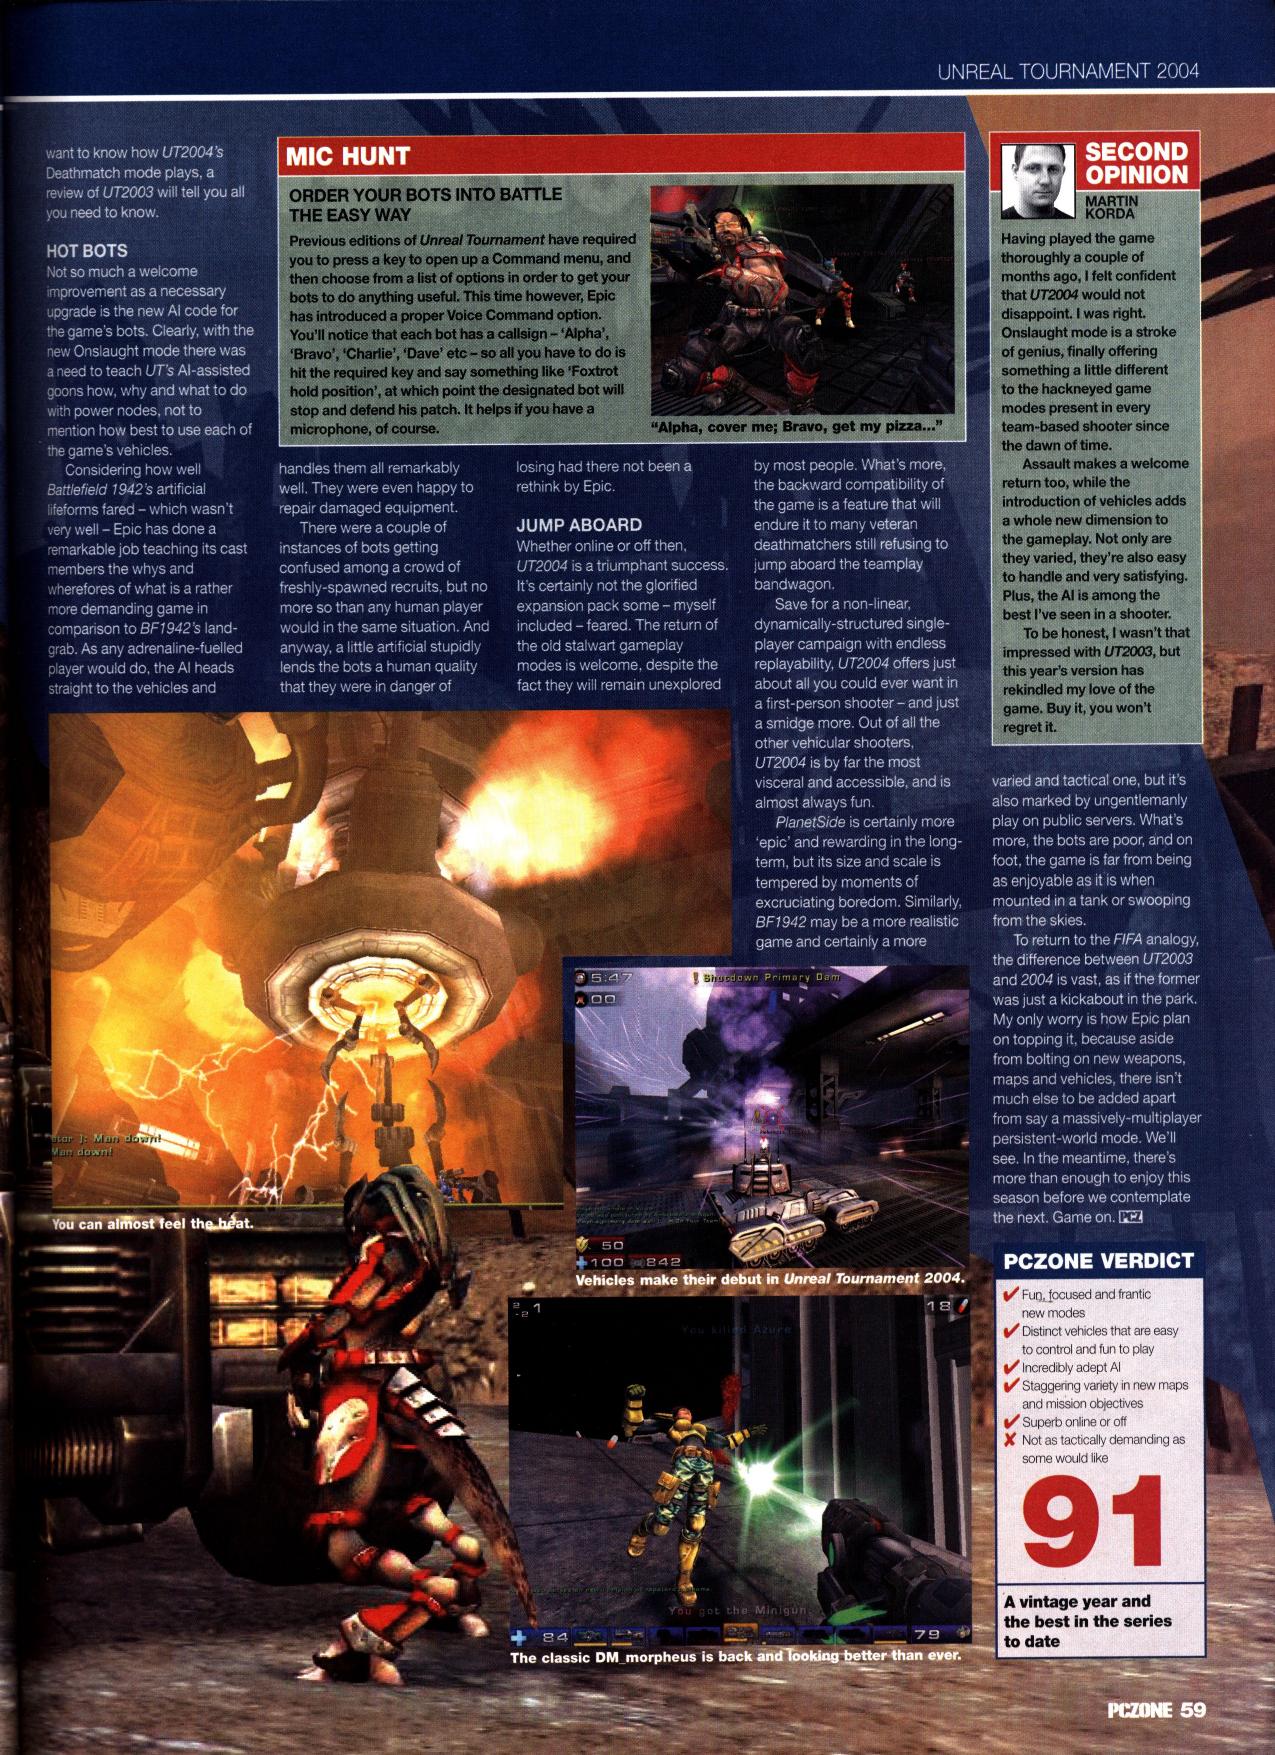 UNREAL TOURNAMENT 2004
want to know how UT2004's
Deathmatch mode plays, a
review of UT2003 will tell you all
you need to know.
HOT BOTS
Not so much a welcome
improvement as a necessary
upgrade is the new AI code for
the game's bots. Clearly, with the
new Onslaught mode there was
a need to teach UT's AI-assisted
goons how, why and what to do
with power nodes, not to
mention how best to use each of
the game's vehicles.
Considering how well
Battlefield 1942's artificial
lifeforms fared – which wasn't
very well – Epic has done a
remarkable job teaching its cast
members the whys and
wherefores of what is a rather
more demanding game in
comparison to BF1942's land-
grab. As any adrenaline-fuelled
player would do, the AI heads
straight to the vehicles and
MIC HUNT
ORDER YOUR BOTS INTO BATTLE
THE EASY WAY
Previous editions of Unreal Tournament have required
you to press a key to open up a Command menu, and
then choose from a list of options in order to get your
bots to do anything useful. This time however, Epic
has introduced a proper Voice Command option.
You'll notice that each bot has a callsign – 'Alpha',
'Bravo', 'Charlie', 'Dave' etc – so all you have to do is
hit the required key and say something like 'Foxtrot
hold position', at which point the designated bot will
stop and defend his patch. It helps if you have a
microphone, of course.
"Alpha, cover me; Bravo, get my pizza..."
handles them all remarkably
well. They were even happy to
repair damaged equipment.
There were a couple of
instances of bots getting
confused among a crowd of
freshly-spawned recruits, but no
more so than any human player
would in the same situation. And
anyway, a little artificial stupidly
lends the bots a human quality
that they were in danger of
losing had there not been a
rethink by Epic.
JUMP ABOARD
Whether online or off then,
UT2004 is a triumphant success.
It's certainly not the glorified
expansion pack some – myself
included – feared. The return of
the old stalwart gameplay
modes is welcome, despite the
fact they will remain unexplored
by most people. What's more,
the backward compatibility of
the game is a feature that will
endure it to many veteran
deathmatchers still refusing to
jump aboard the teamplay
bandwagon.
Save for a non-linear,
dynamically-structured single-
player campaign with endless
replayability, UT2004 offers just
about all you could ever want in
a first-person shooter – and just
a smidge more. Out of all the
other vehicular shooters,
UT2004 is by far the most
visceral and accessible, and is
almost always fun.
PlanetSide is certainly more
'epic' and rewarding in the long-
term, but its size and scale is
tempered by moments of
excruciating boredom. Similarly,
BF1942 may be a more realistic
game and certainly a more
SECOND
OPINION
MARTIN
KORDA
Having played the game
thoroughly a couple of
months ago, I felt confident
that UT2004 would not
disappoint. I was right.
Onslaught mode is a stroke
of genius, finally offering
something a little different
to the hackneyed game
modes present in every
team-based shooter since
the dawn of time.
Assault makes a welcome
return too, while the
introduction of vehicles adds
a whole new dimension to
the gameplay. Not only are
they varied, they're also easy
to handle and very satisfying.
Plus, the AI is among the
best I've seen in a shooter.
To be honest, I wasn't that
impressed with UT2003, but
this year's version has
rekindled my love of the
game. Buy it, you won't
regret it.
varied and tactical one, but it's
also marked by ungentlemanly
play on public servers. What's
more, the bots are poor, and on
foot, the game is far from being
as enjoyable as it is when
mounted in a tank or swooping
from the skies.
To return to the FIFA analogy,
the difference between UT2003
and 2004 is vast, as if the former
was just a kickabout in the park.
My only worry is how Epic plan
on topping it, because aside
from bolting on new weapons,
maps and vehicles, there isn't
much else to be added apart
from say a massively-multiplayer
persistent-world mode. We'll
see. In the meantime, there's
more than enough to enjoy this
season before we contemplate
the next. Game on. PCZ
Man down!
Man down!
You can almost feel the heat.
5:47
00
! Shutdown Primary Dam
50
100
842
Vehicles make their debut in Unreal Tournament 2004.
1
18
You killed Azure
You got the Minigun
84
79
The classic DM_morpheus is back and looking better than ever.
PCZONE VERDICT
✓ Fun, focused and frantic
new modes
✓ Distinct vehicles that are easy
to control and fun to play
✓ Incredibly adept AI
✓ Staggering variety in new maps
and mission objectives
✓ Superb online or off
✗ Not as tactically demanding as
some would like
91
A vintage year and
the best in the series
to date
PCZONE 59